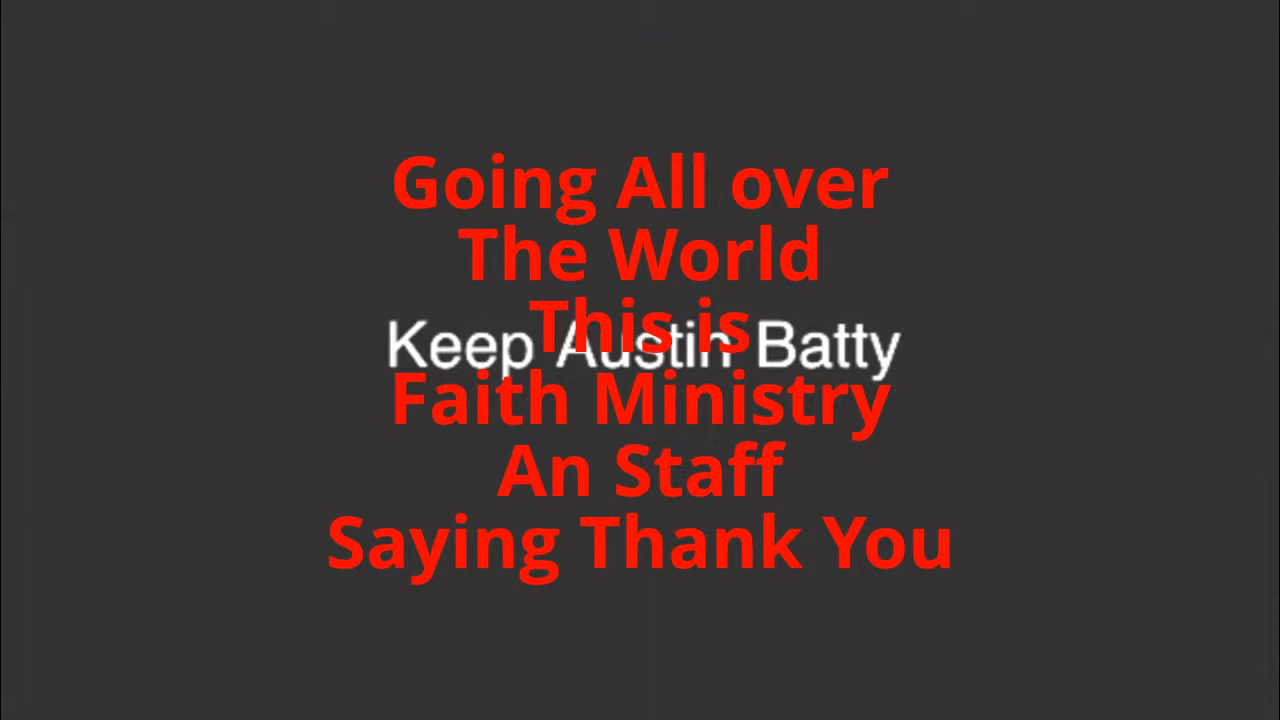 Going All over
The World
This is
Keep Austin Batty
Faith Ministry
An Staff
Saying Thank You